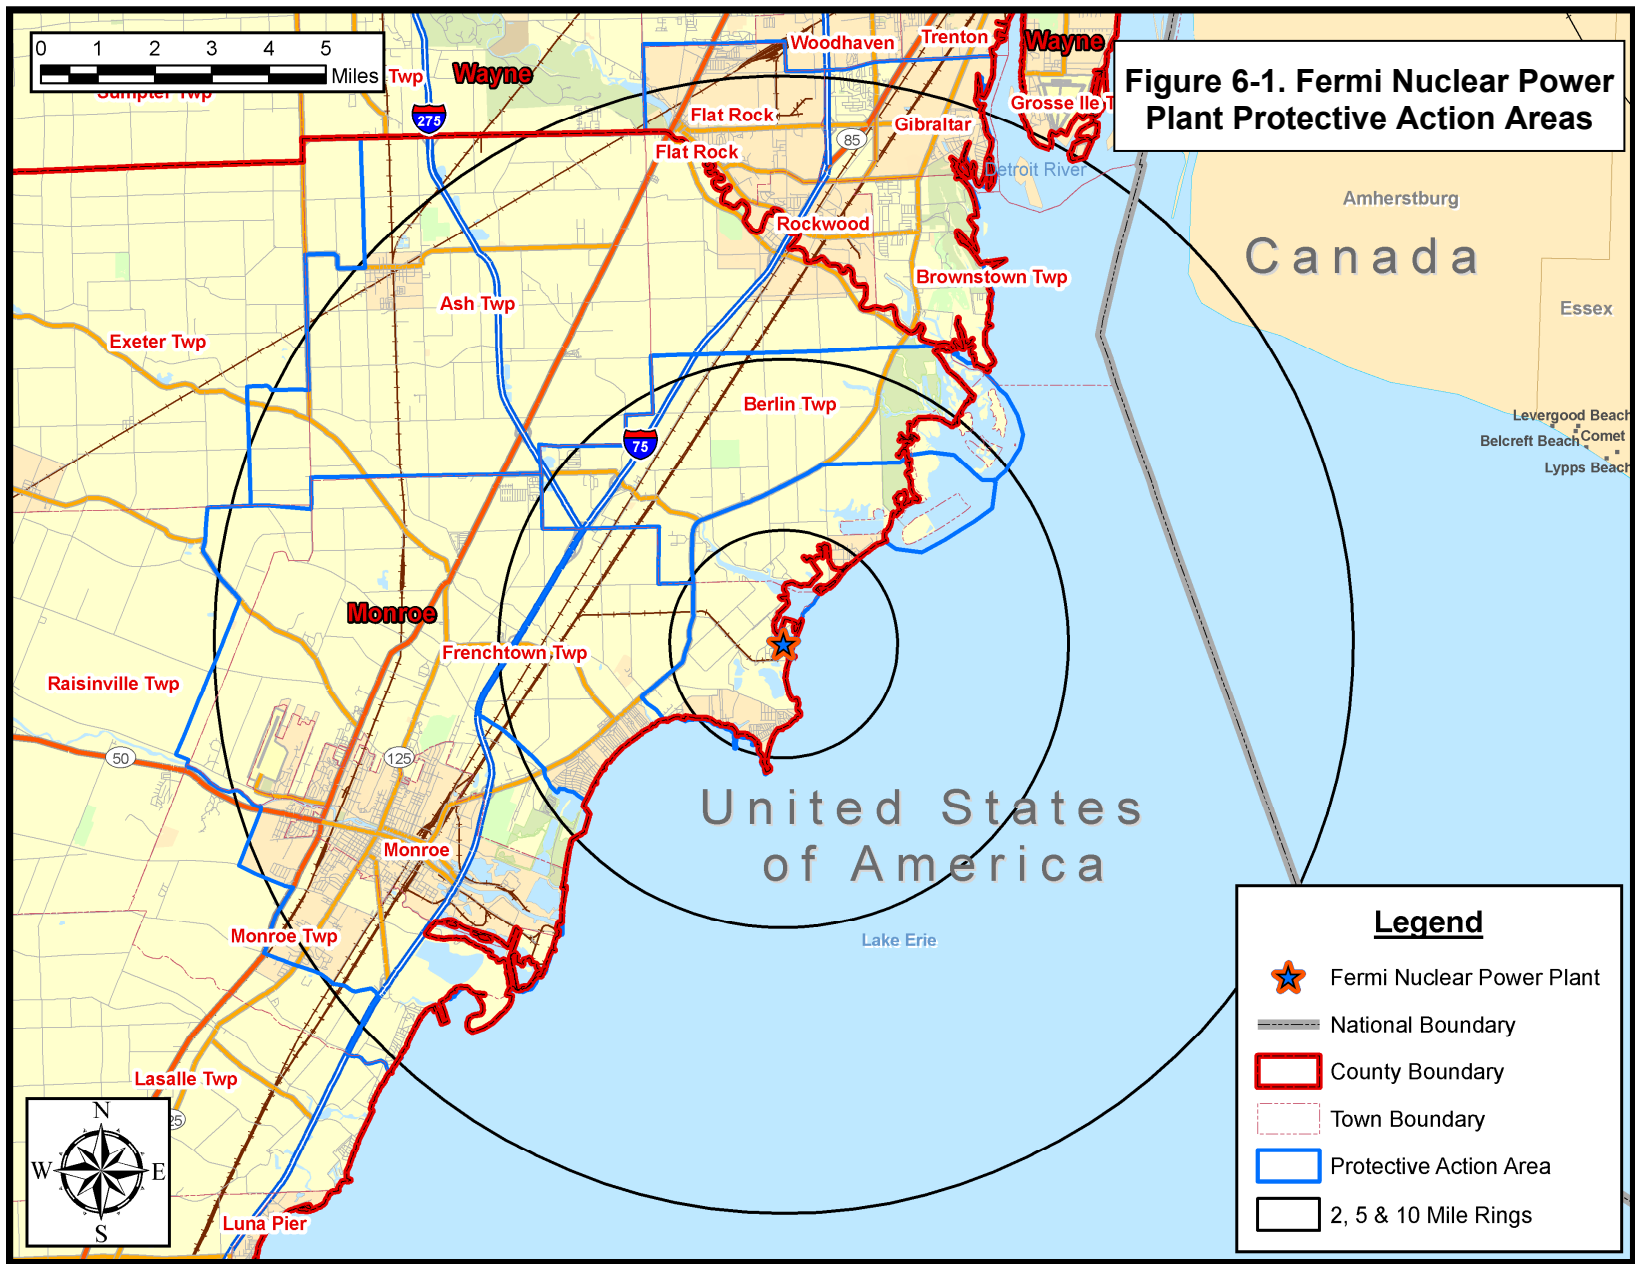 0 1 2 3 4 5
Miles
Twp
Sumpter Twp
Wayne
275
Woodhaven
Trenton
Wayne
Figure 6-1. Fermi Nuclear Power
Plant Protective Action Areas
Grosse Ile T
Flat Rock
Gibraltar
85
Flat Rock
Detroit River
Amherstburg
Rockwood
Canada
Brownstown Twp
Ash Twp
Essex
Exeter Twp
Berlin Twp
Levergood Beach
Comet
Belcreft Beach
75
Lypps Beach
Monroe
Frenchtown Twp
Raisinville Twp
50
125
United States
of America
Monroe
Monroe Twp
Lake Erie
Lasalle Twp
25
Luna Pier
N
W E
S
Legend
Fermi Nuclear Power Plant
National Boundary
County Boundary
Town Boundary
Protective Action Area
2, 5 & 10 Mile Rings